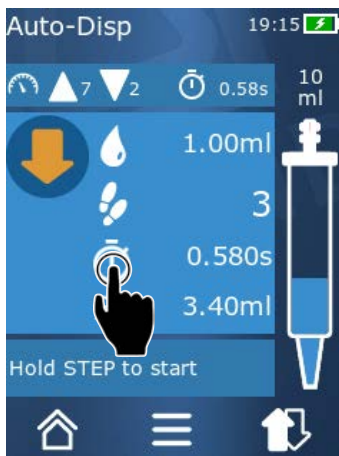 Auto-Disp 19:15
7 2 0.58s 10 ml
1.00ml
3
0.580s
3.40ml
Hold STEP to start